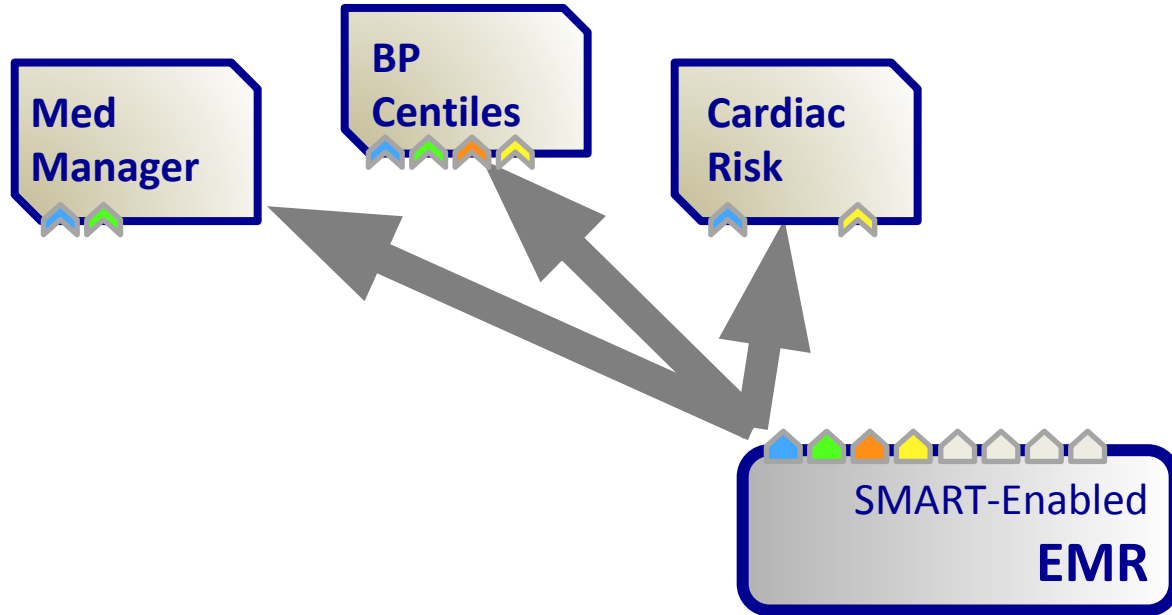 Med
Manager
BP
Centiles
Cardiac
Risk
SMART-Enabled
EMR